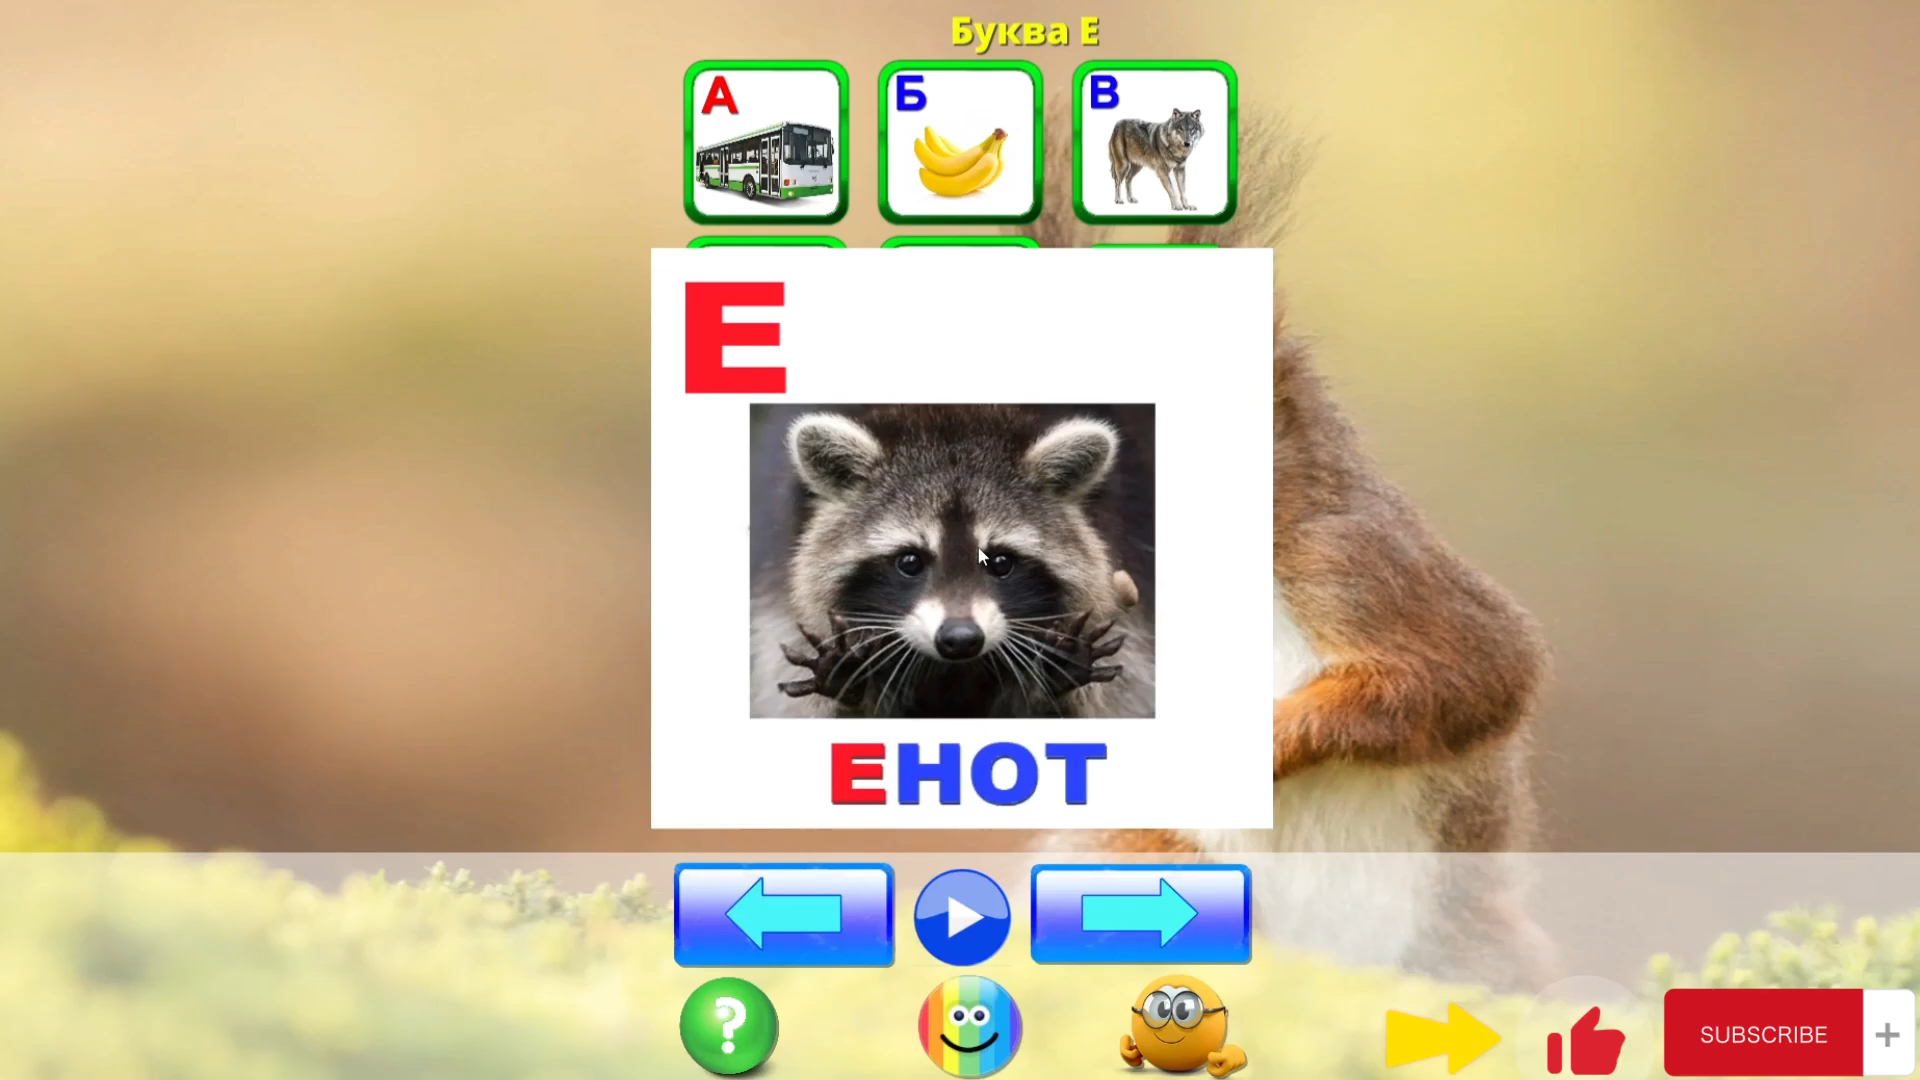 Буква Е
А
Б
В
Е
ЕНОТ
?
SUBSCRIBE +